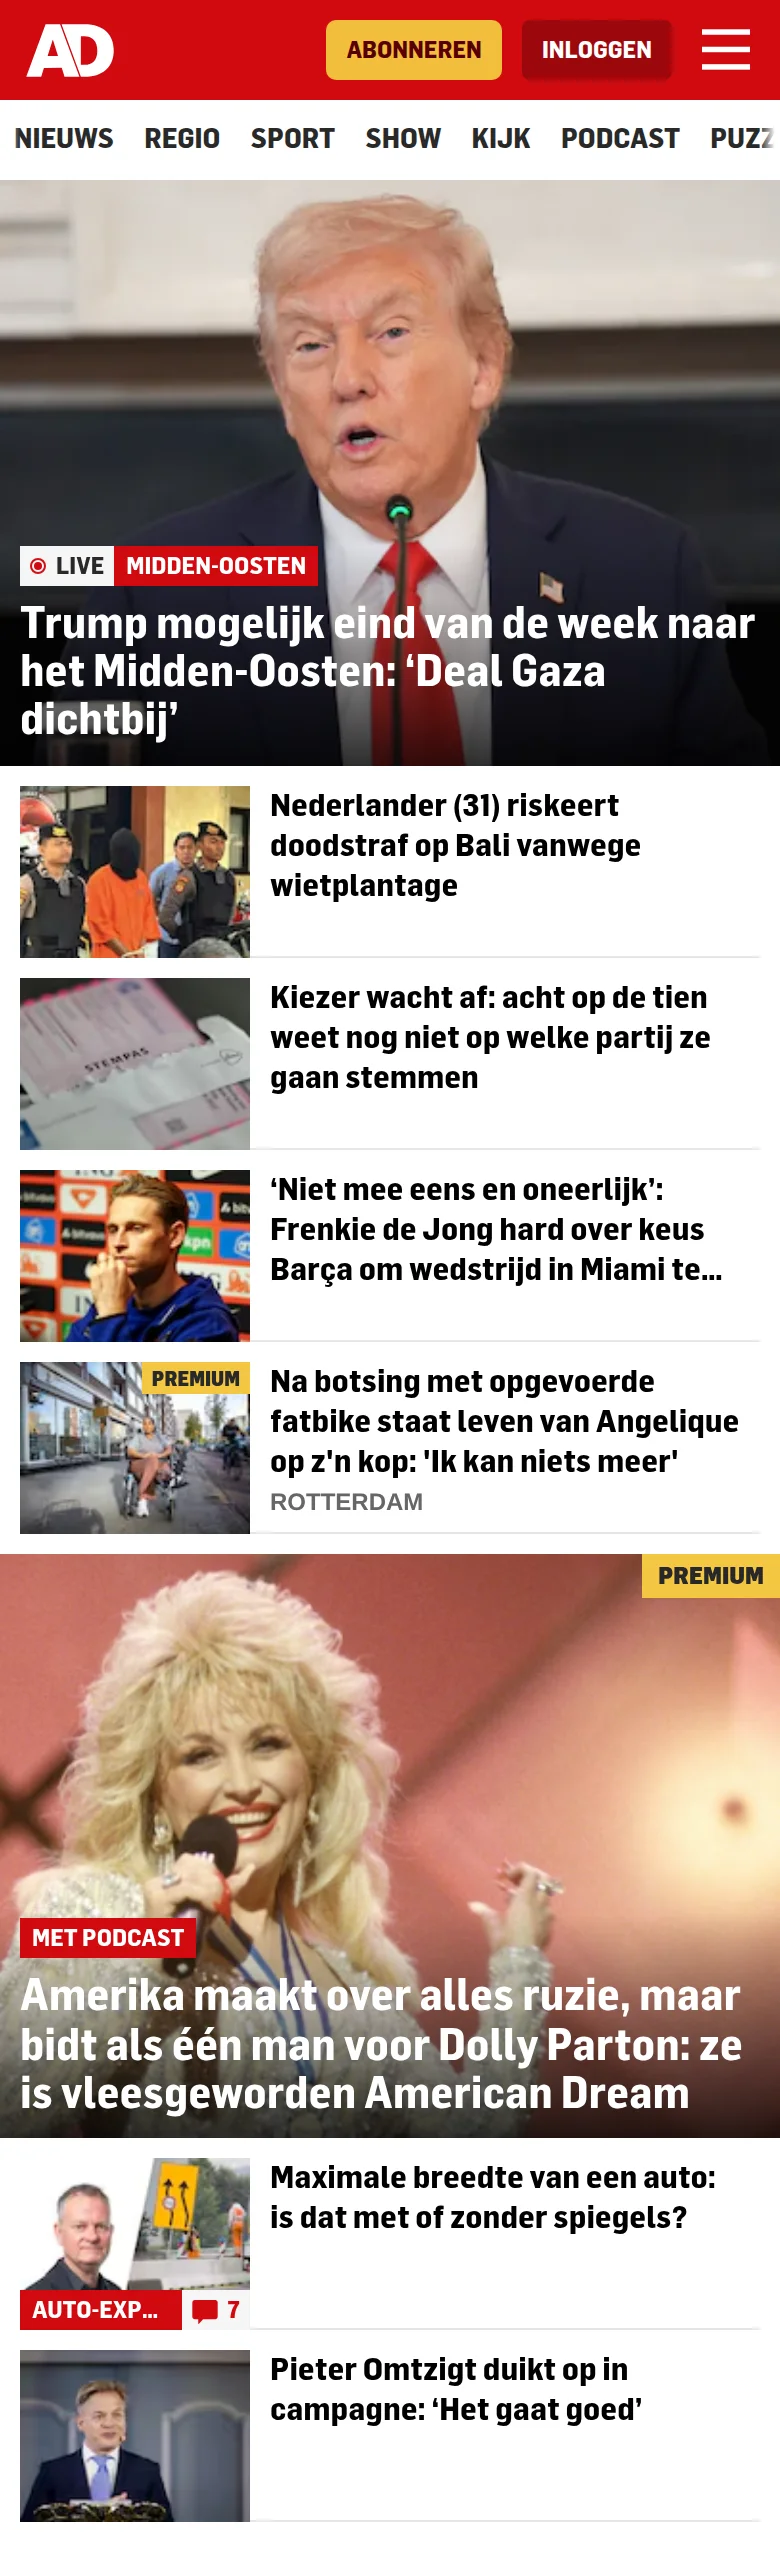 AD
ABONNEREN
INLOGGEN
NIEUWS REGIO SPORT SHOW KIJK PODCAST PUZZ
LIVE MIDDEN-OOSTEN
Trump mogelijk eind van de week naar
het Midden-Oosten: ‘Deal Gaza
dichtbij’
Nederlander (31) riskeert
doodstraf op Bali vanwege
wietplantage
STEMPAS
Kiezer wacht af: acht op de tien
weet nog niet op welke partij ze
gaan stemmen
kpn
‘Niet mee eens en oneerlijk’:
Frenkie de Jong hard over keus
Barça om wedstrijd in Miami te...
PREMIUM
Na botsing met opgevoerde
fatbike staat leven van Angelique
op z'n kop: 'Ik kan niets meer'
ROTTERDAM
PREMIUM
MET PODCAST
Amerika maakt over alles ruzie, maar
bidt als één man voor Dolly Parton: ze
is vleesgeworden American Dream
AUTO-EXP...
7
Maximale breedte van een auto:
is dat met of zonder spiegels?
Pieter Omtzigt duikt op in
campagne: ‘Het gaat goed’